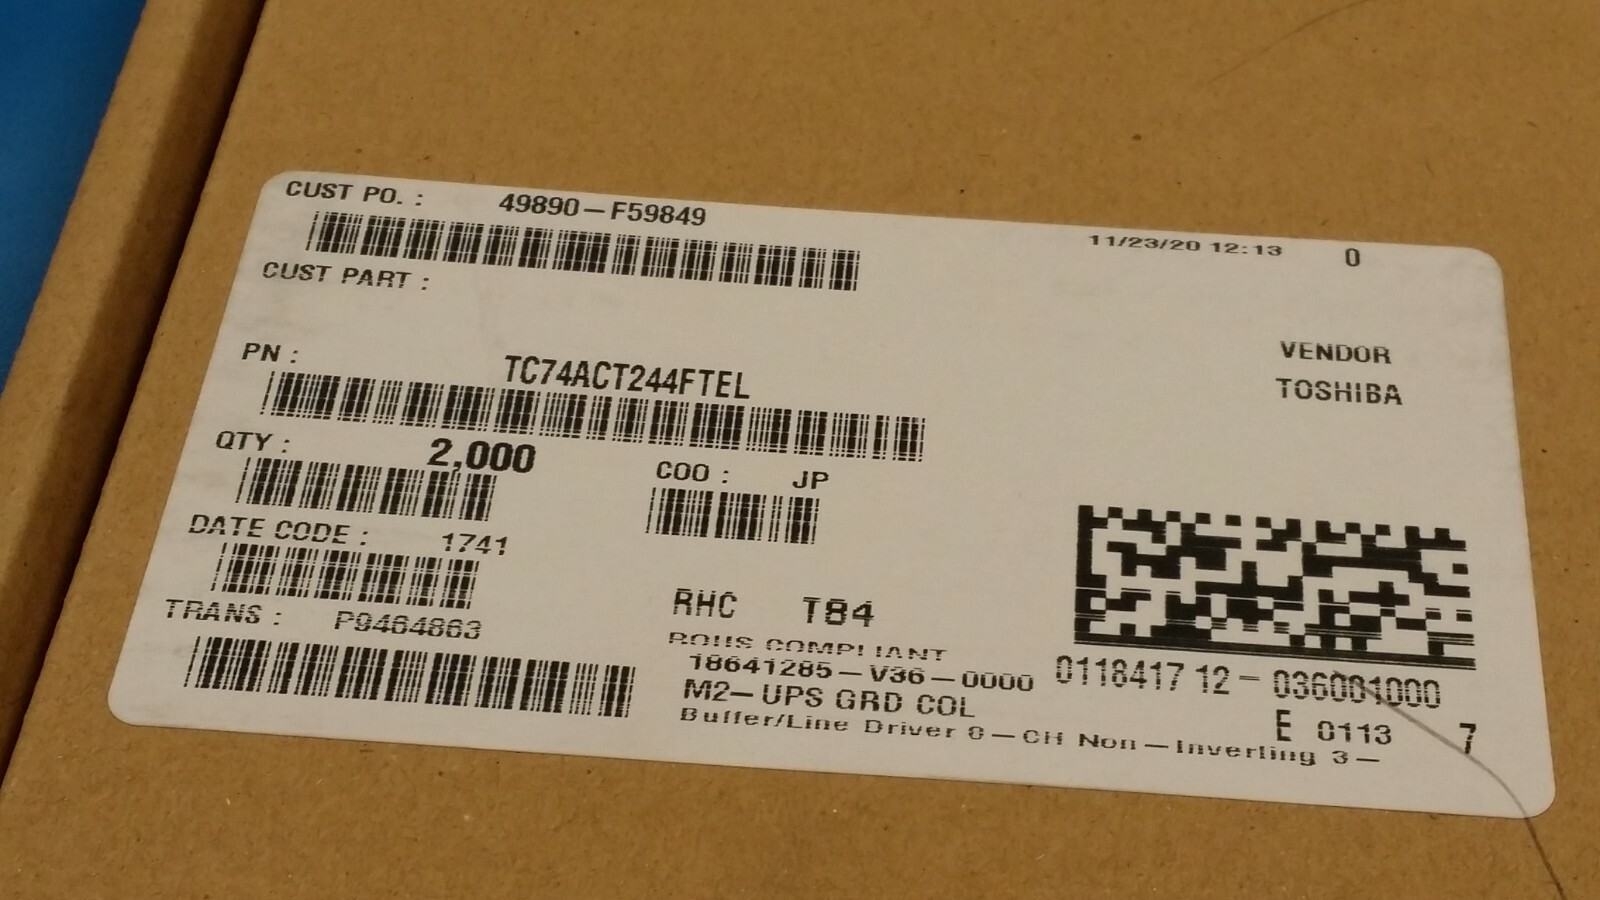 CUST PO. : 49890-F59849
11/23/20 12:13 0
CUST PART :
VENDOR
TOSHIBA
PN : TC74ACT244FTEL
QTY : 2,000
COO : JP
DATE CODE : 1741
RHC T84
TRANS : P9464863
ROHS COMPLIANT
18641285-V36-0000
011841712-036001000
M2-UPS GRD COL
E 0113 7
Buffer/Line Driver 8-CH Non-Inverting 3-